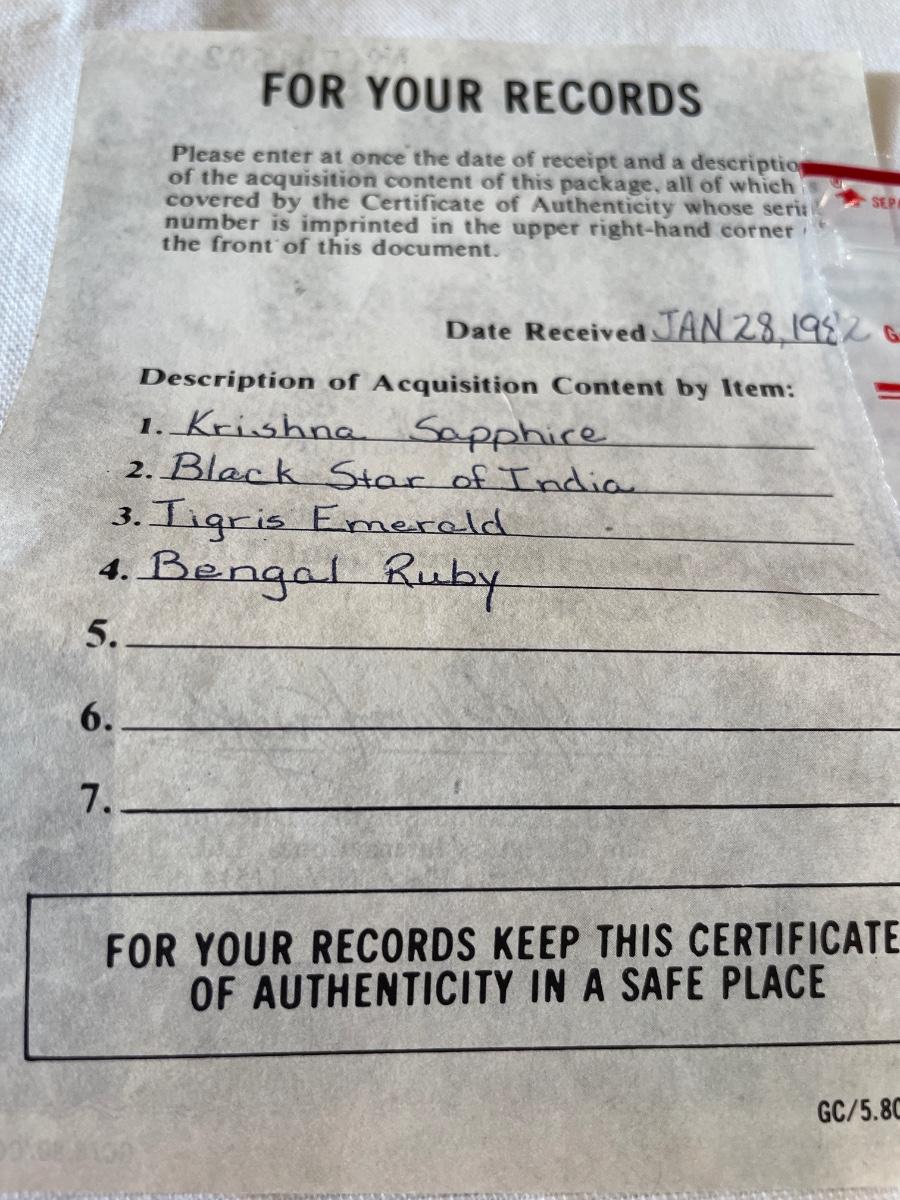 FOR YOUR RECORDS
Please enter at once the date of receipt and a descriptio
of the acquisition content of this package, all of which
covered by the Certificate of Authenticity whose seri
number is imprinted in the upper right-hand corner
the front of this document.
SEP
Date Received JAN 28, 1982
G
Description of Acquisition Content by Item:
1. Krishna Sapphire
2. Black Star of India
3. Tigris Emerald
4. Bengal Ruby
5.
6.
7.
FOR YOUR RECORDS KEEP THIS CERTIFICATE
OF AUTHENTICITY IN A SAFE PLACE
GC/5.80